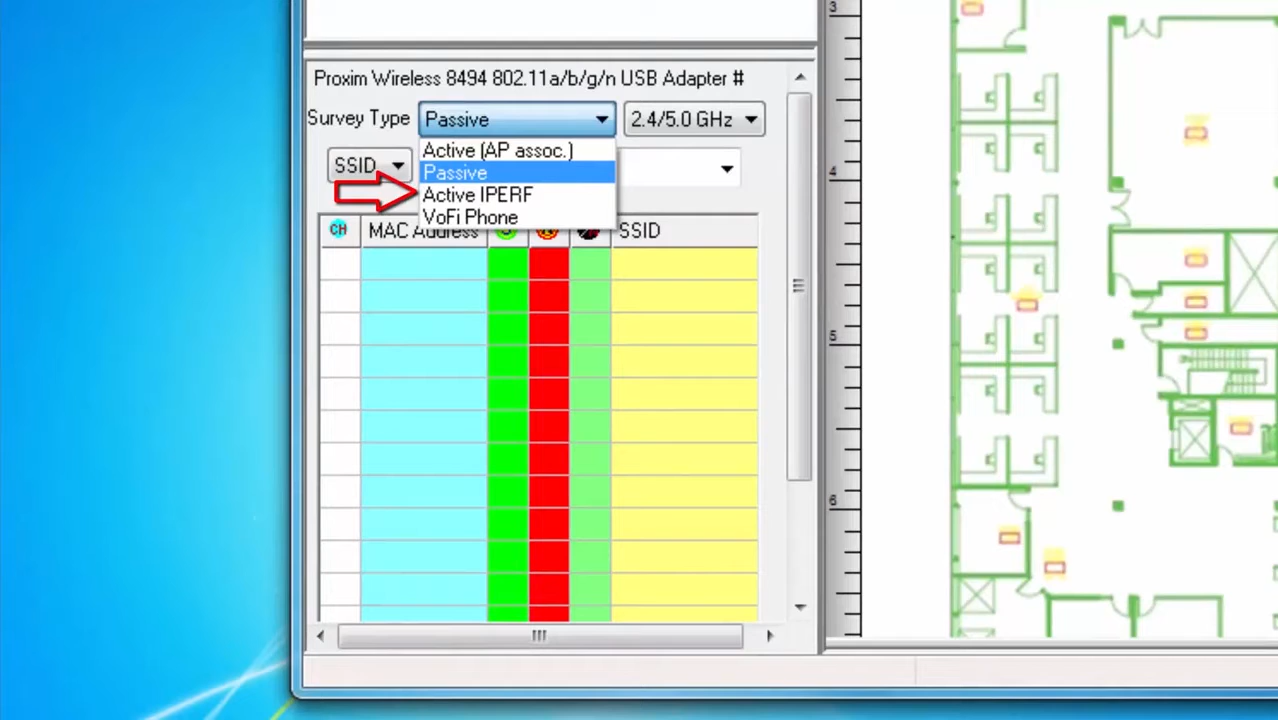 Proxim Wireless 8494 802.11a/b/g/n USB Adapter #
Survey Type Passive 2.4/5.0 GHz
Active (AP assoc.)
SSID Passive
Active IPERF
VoFi Phone
CH MAC Address SSID
3
4
5
6